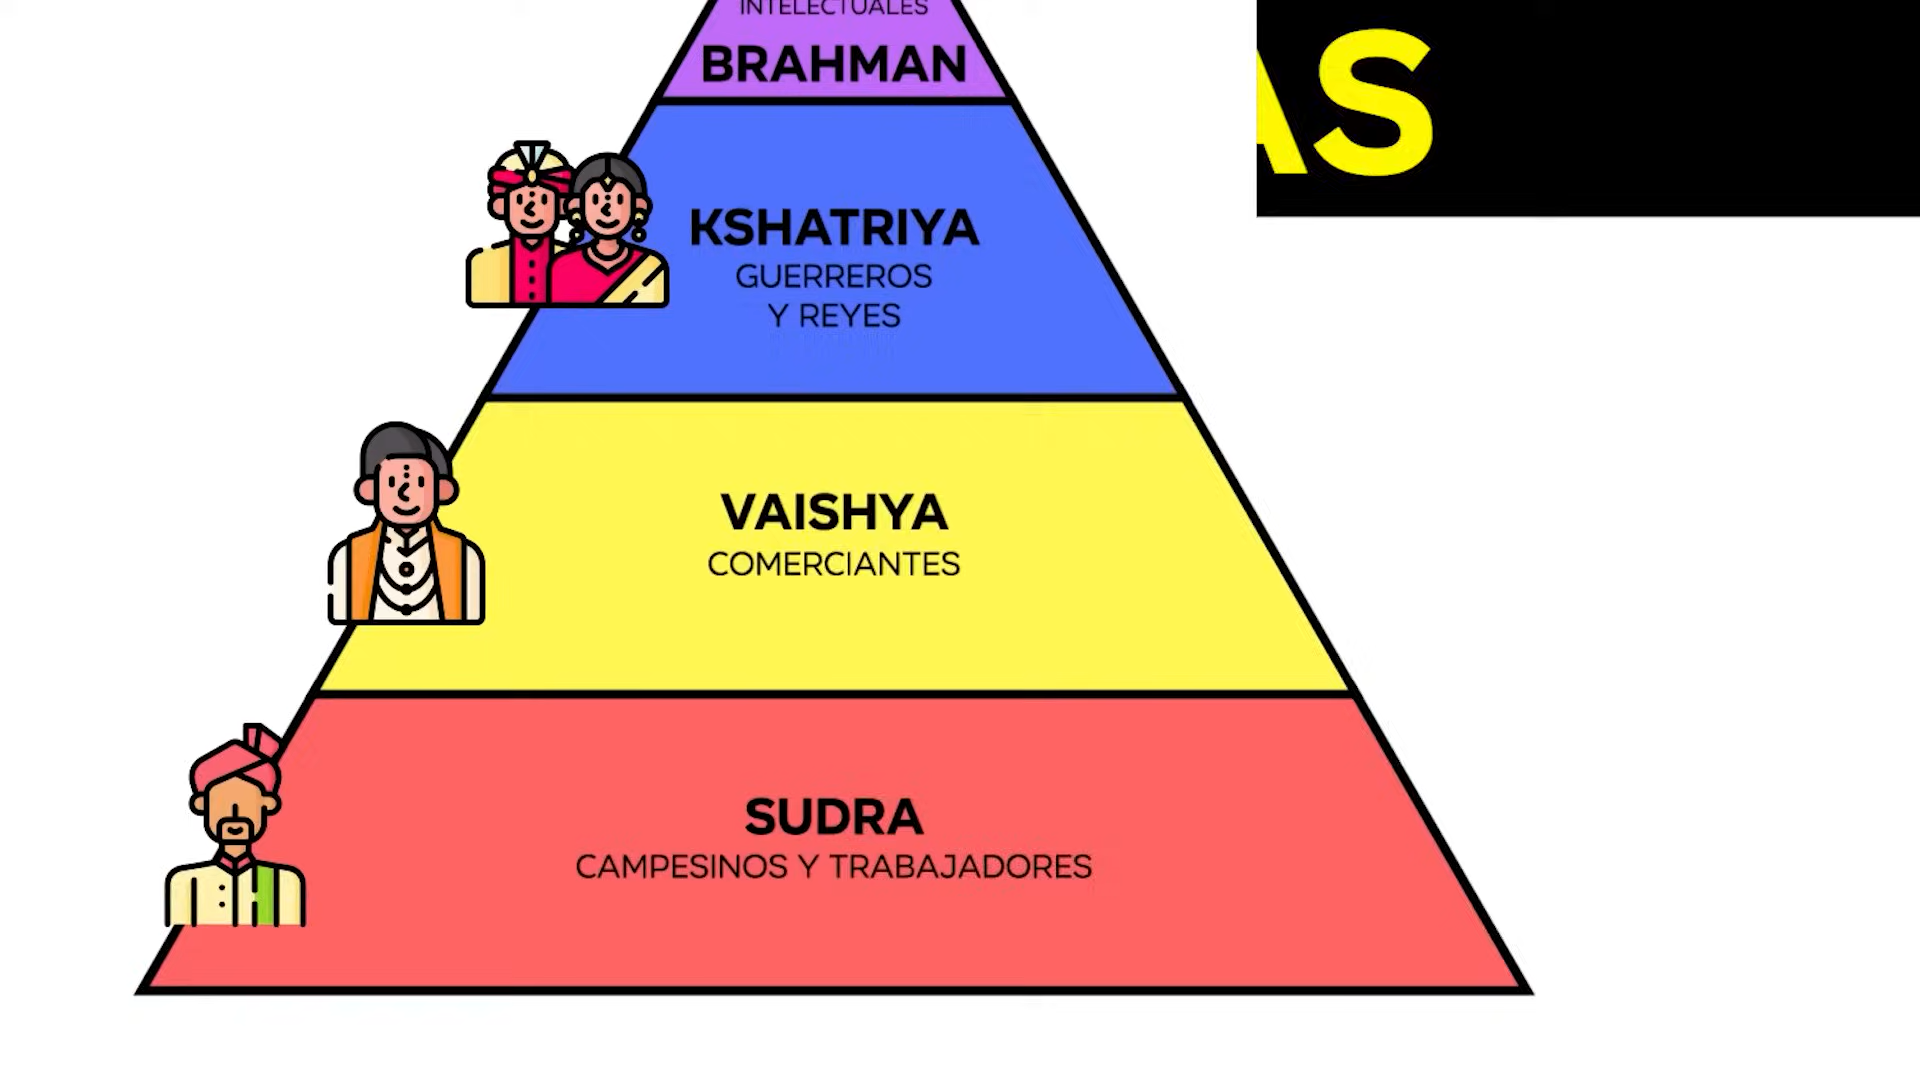 INTELECTUALES
BRAHMAN
AS
KSHATRIYA
GUERREROS
Y REYES
VAISHYA
COMERCIANTES
SUDRA
CAMPESINOS Y TRABAJADORES